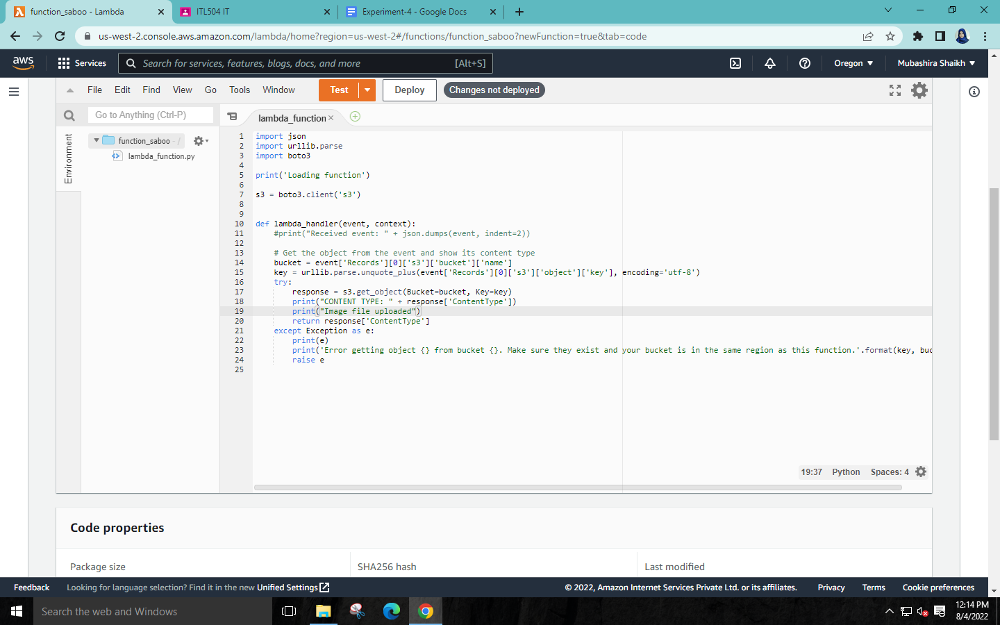 function_saboo - Lambda
ITL504 IT
Experiment-4 - Google Docs
us-west-2.console.aws.amazon.com/lambda/home?region=us-west-2#/functions/function_saboo?newFunction=true&tab=code
aws
Services
Search for services, features, blogs, docs, and more
[Alt+S]
Oregon
Mubashira Shaikh
File Edit Find View Go Tools Window
Test
Deploy
Changes not deployed
Go to Anything (Ctrl-P)
lambda_function
Environment
function_saboo - /
lambda_function.py
1 import json
2 import urllib.parse
3 import boto3
4
5 print('Loading function')
6
7 s3 = boto3.client('s3')
8
9
10 def lambda_handler(event, context):
11 #print("Received event: " + json.dumps(event, indent=2))
12
13 # Get the object from the event and show its content type
14 bucket = event['Records'][0]['s3']['bucket']['name']
15 key = urllib.parse.unquote_plus(event['Records'][0]['s3']['object']['key'], encoding='utf-8')
16 try:
17 response = s3.get_object(Bucket=bucket, Key=key)
18 print("CONTENT TYPE: " + response['ContentType'])
19 print("Image file uploaded")
20 return response['ContentType']
21 except Exception as e:
22 print(e)
23 print('Error getting object {} from bucket {}. Make sure they exist and your bucket is in the same region as this function.'.format(key, buc
24 raise e
25
19:37 Python Spaces: 4
Code properties
Package size
SHA256 hash
Last modified
Feedback
Looking for language selection? Find it in the new Unified Settings
© 2022, Amazon Internet Services Private Ltd. or its affiliates.
Privacy
Terms
Cookie preferences
Search the web and Windows
12:14 PM
8/4/2022